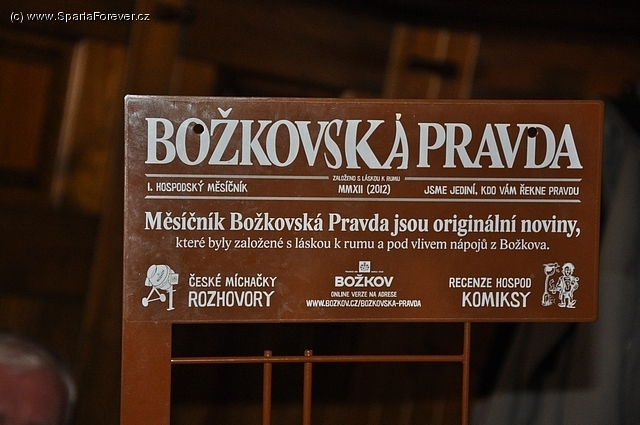 (c) www.SpartaForever.cz
BOŽKOVSKÁ PRAVDA
ZALOŽENO S LÁSKOU K RUMU
1. HOSPODSKÝ MĚSÍČNÍK MMXII (2012) JSME JEDINÍ, KDO VÁM ŘEKNE PRAVDU
Měsíčník Božkovská Pravda jsou originální noviny,
které byly založené s láskou k rumu a pod vlivem nápojů z Božkova.
ČESKÉ MÍCHAČKY
ROZHOVORY
BOŽKOV
ONLINE VERZE NA ADRESE
WWW.BOZKOV.CZ/BOZKOVSKA-PRAVDA
RECENZE HOSPOD
KOMIKSY